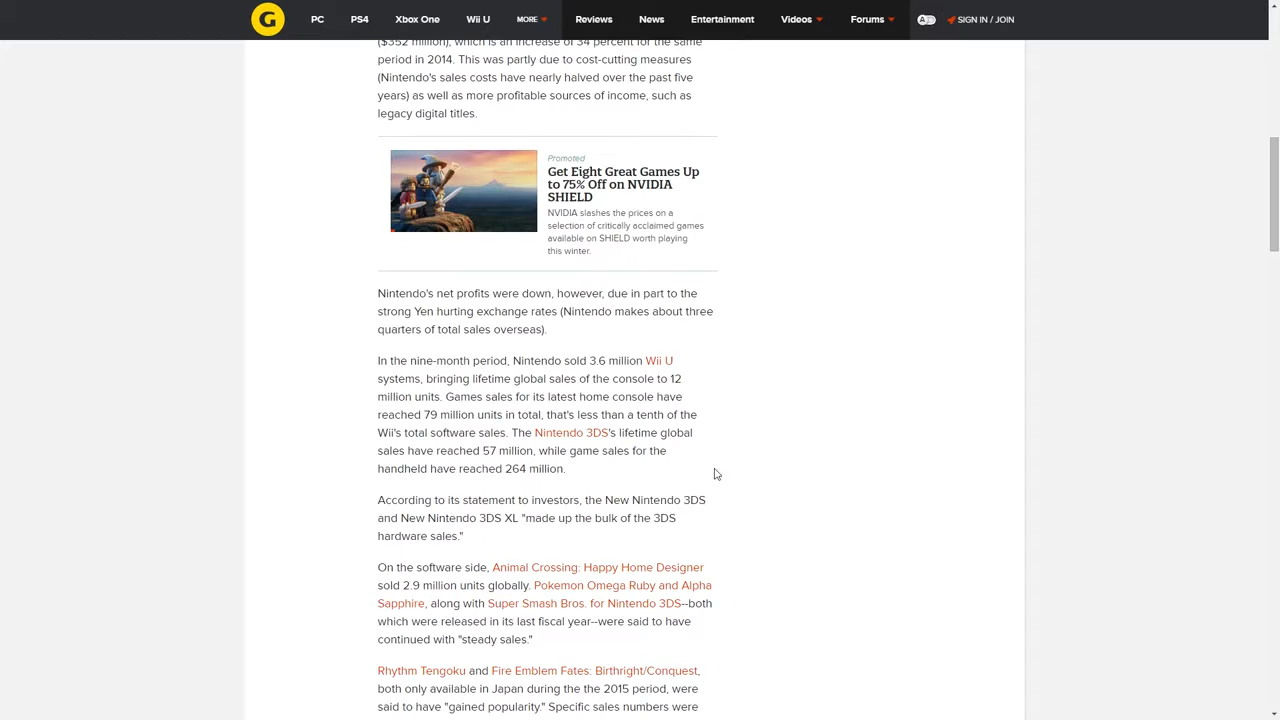 G PC PS4 Xbox One Wii U MORE Reviews News Entertainment Videos Forums A SIGN IN / JOIN
($352 million), which is an increase of 34 percent for the same
period in 2014. This was partly due to cost-cutting measures
(Nintendo's sales costs have nearly halved over the past five
years) as well as more profitable sources of income, such as
legacy digital titles.
Promoted
Get Eight Great Games Up
to 75% Off on NVIDIA
SHIELD
NVIDIA slashes the prices on a
selection of critically acclaimed games
available on SHIELD worth playing
this winter.
Nintendo's net profits were down, however, due in part to the
strong Yen hurting exchange rates (Nintendo makes about three
quarters of total sales overseas).
In the nine-month period, Nintendo sold 3.6 million Wii U
systems, bringing lifetime global sales of the console to 12
million units. Games sales for its latest home console have
reached 79 million units in total, that's less than a tenth of the
Wii's total software sales. The Nintendo 3DS's lifetime global
sales have reached 57 million, while game sales for the
handheld have reached 264 million.
According to its statement to investors, the New Nintendo 3DS
and New Nintendo 3DS XL "made up the bulk of the 3DS
hardware sales."
On the software side, Animal Crossing: Happy Home Designer
sold 2.9 million units globally. Pokemon Omega Ruby and Alpha
Sapphire, along with Super Smash Bros. for Nintendo 3DS--both
which were released in its last fiscal year--were said to have
continued with "steady sales."
Rhythm Tengoku and Fire Emblem Fates: Birthright/Conquest,
both only available in Japan during the the 2015 period, were
said to have "gained popularity." Specific sales numbers were